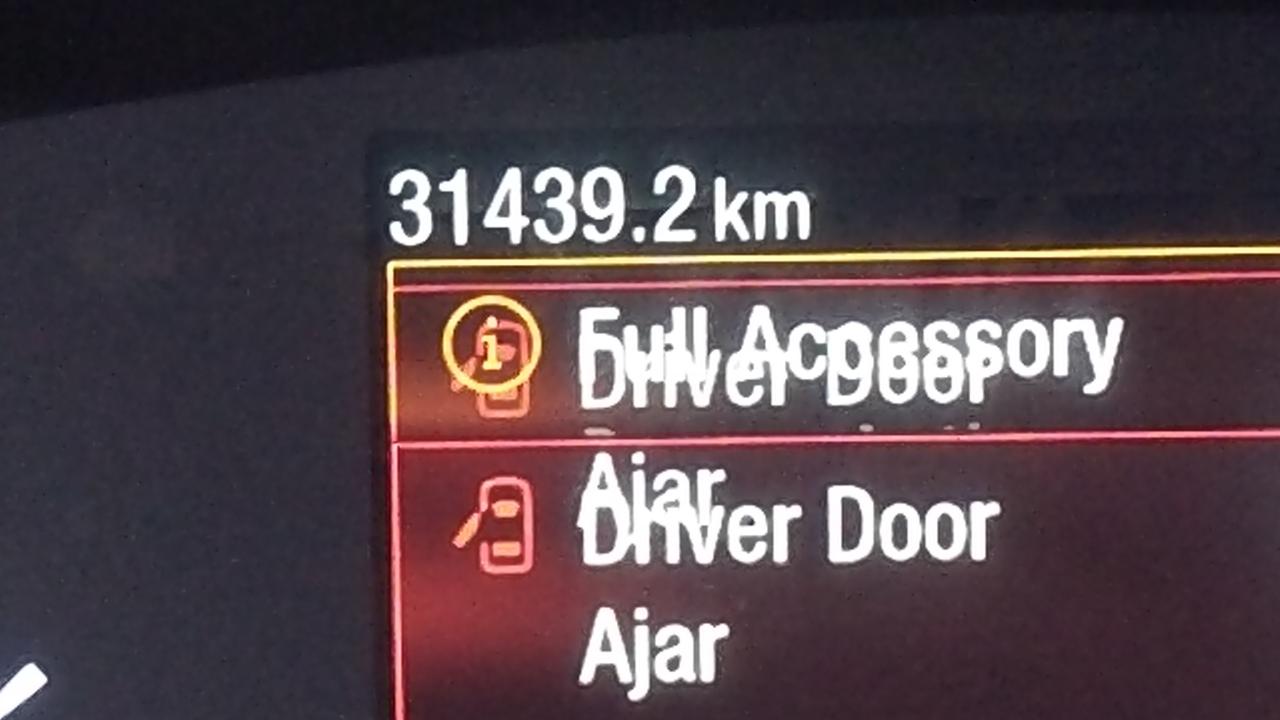 31439.2 km
Full Accessory
Driver Door
Ajar
Driver Door
Ajar